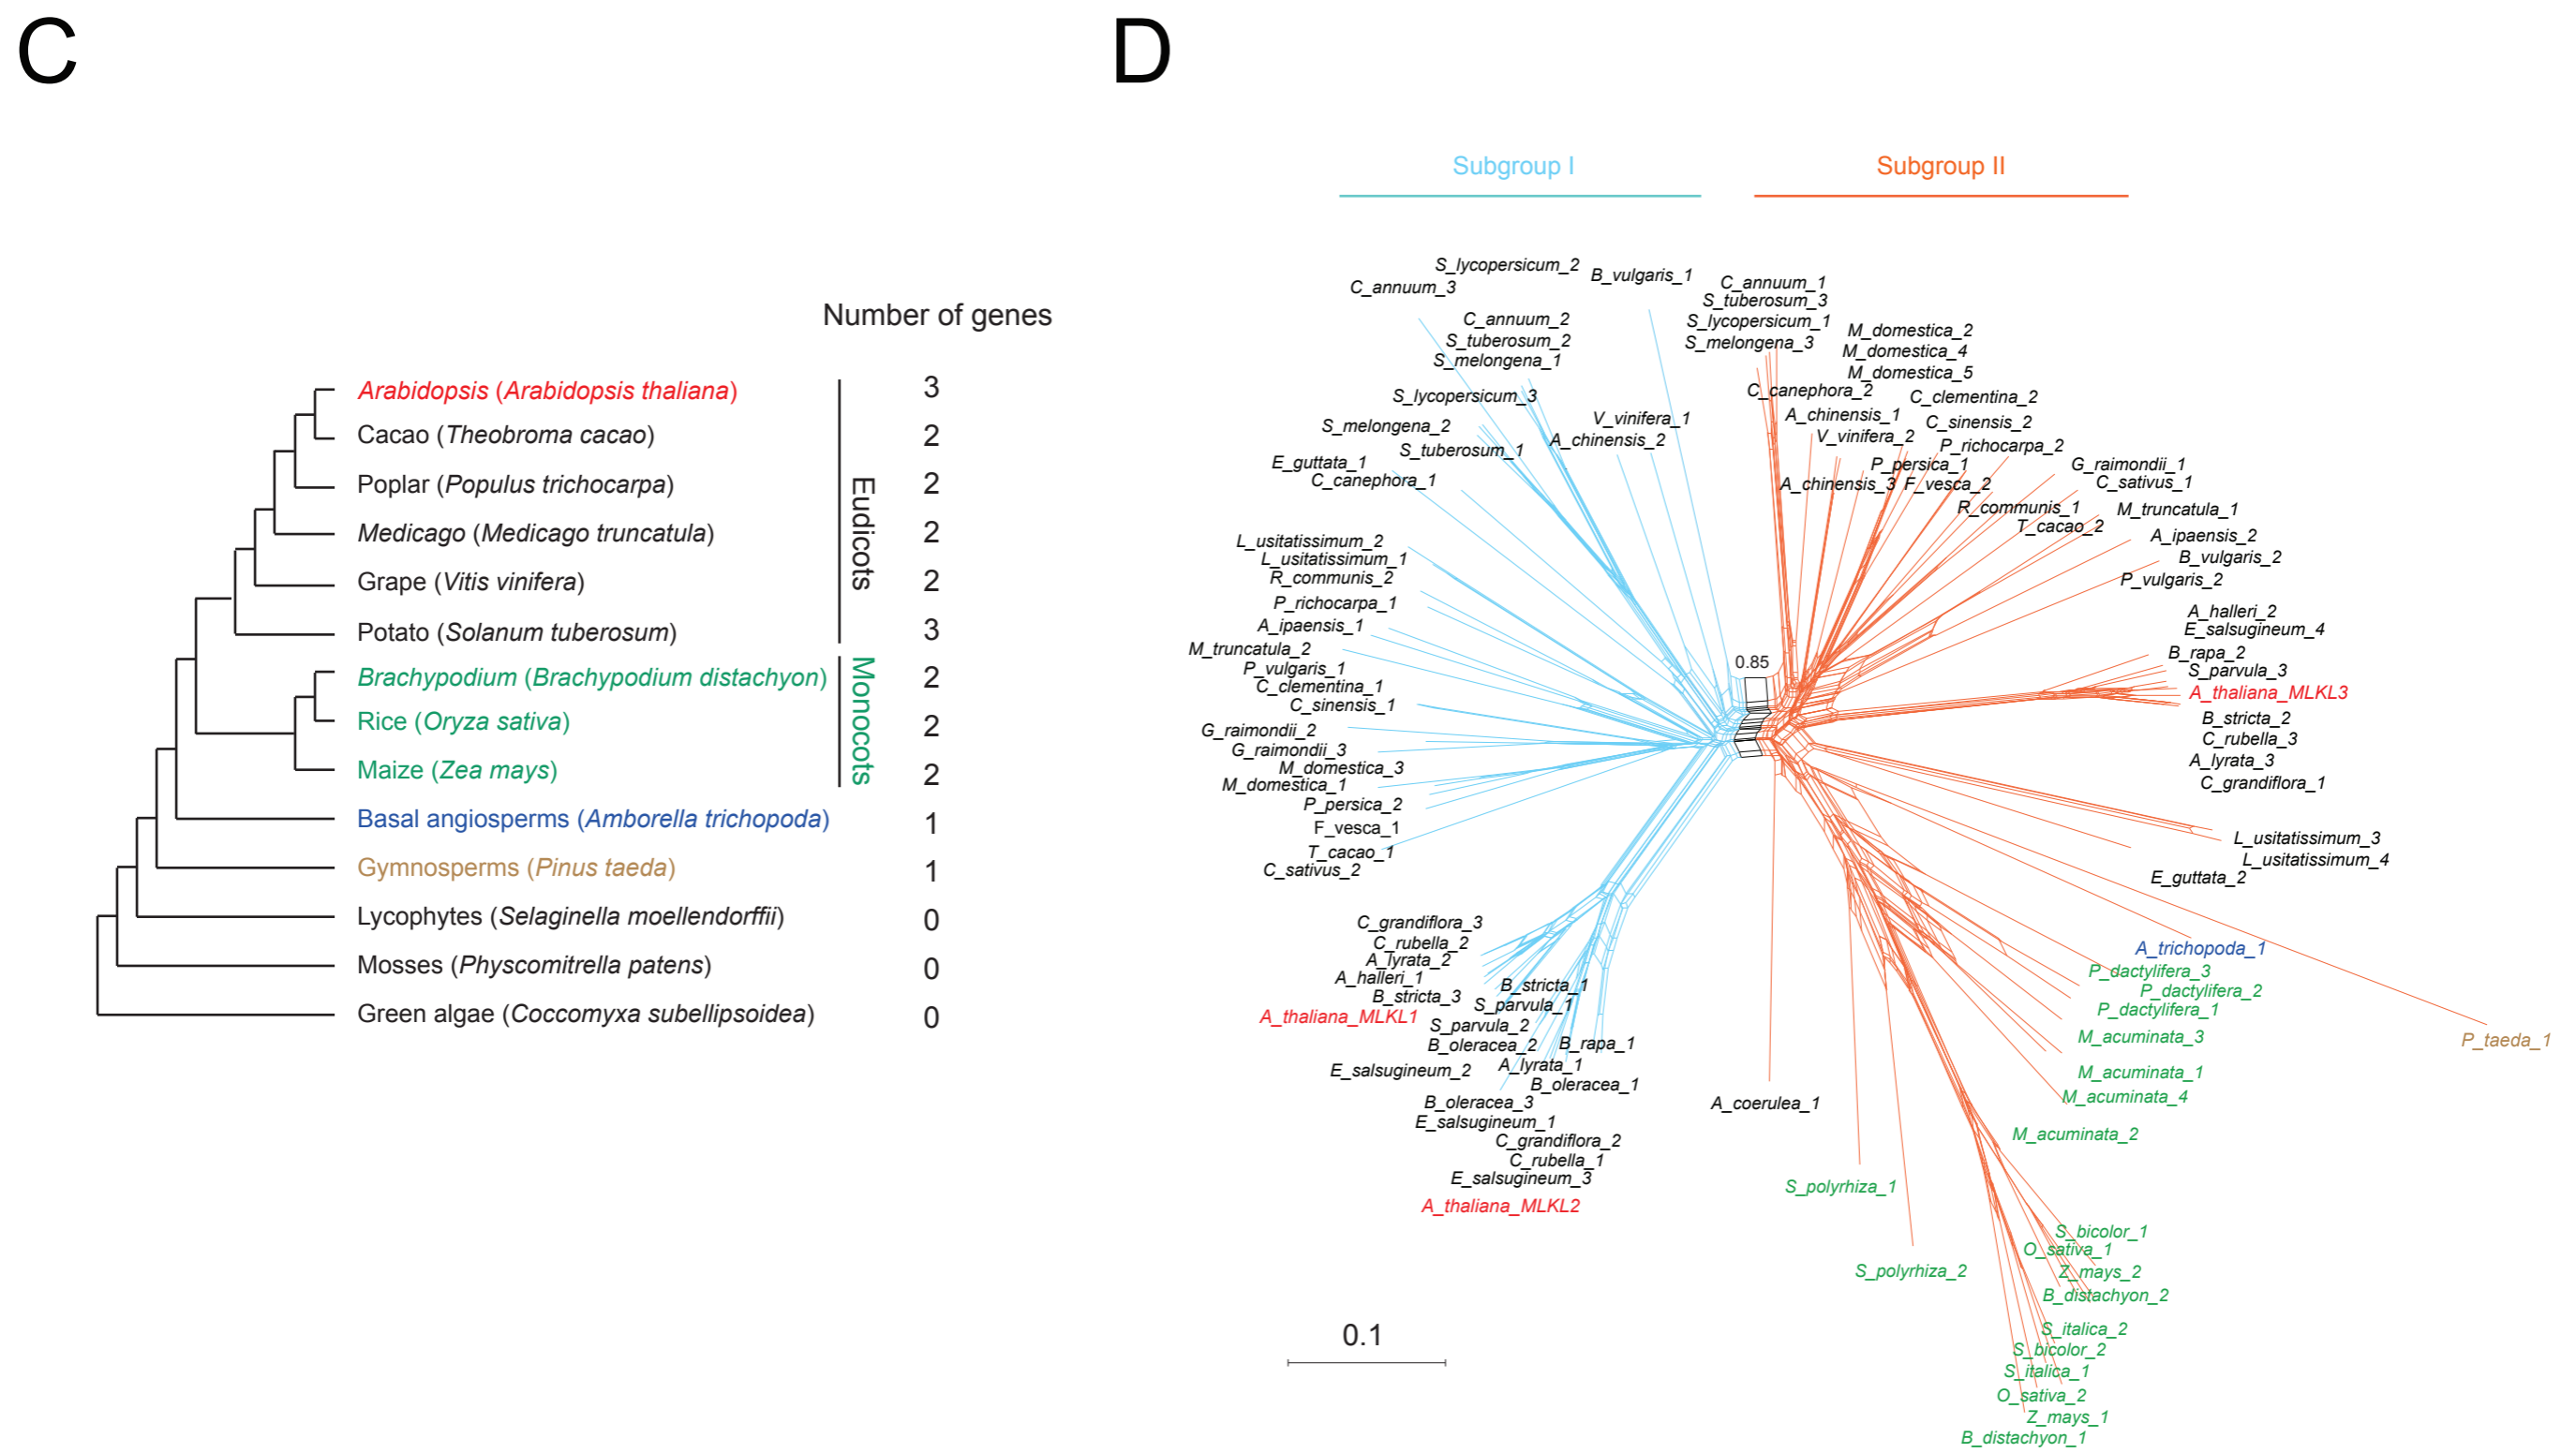 C
Number of genes
Arabidopsis (Arabidopsis thaliana) 3
Cacao (Theobroma cacao) 2
Poplar (Populus trichocarpa) 2
Medicago (Medicago truncatula) 2
Grape (Vitis vinifera) 2
Potato (Solanum tuberosum) 3
Eudicots
Brachypodium (Brachypodium distachyon) 2
Rice (Oryza sativa) 2
Maize (Zea mays) 2
Monocots
Basal angiosperms (Amborella trichopoda) 1
Gymnosperms (Pinus taeda) 1
Lycophytes (Selaginella moellendorffii) 0
Mosses (Physcomitrella patens) 0
Green algae (Coccomyxa subellipsoidea) 0
D
Subgroup I
Subgroup II
S_lycopersicum_2
B_vulgaris_1
C_annuum_3
C_annuum_2
S_tuberosum_2
S_melongena_1
S_lycopersicum_3
V_vinifera_1
S_melongena_2
A_chinensis_2
S_tuberosum_1
E_guttata_1
C_canephora_1
L_usitatissimum_2
L_usitatissimum_1
R_communis_2
P_richocarpa_1
A_ipaensis_1
M_truncatula_2
P_vulgaris_1
C_clementina_1
C_sinensis_1
G_raimondii_2
G_raimondii_3
M_domestica_3
M_domestica_1
P_persica_2
F_vesca_1
T_cacao_1
C_sativus_2
C_grandiflora_3
C_rubella_2
A_lyrata_2
A_halleri_1
B_stricta_3
B_stricta_1
S_parvula_1
A_thaliana_MLKL1
S_parvula_2
B_oleracea_2
B_rapa_1
E_salsugineum_2
A_lyrata_1
B_oleracea_1
B_oleracea_3
E_salsugineum_1
C_grandiflora_2
C_rubella_1
E_salsugineum_3
A_thaliana_MLKL2
0.85
C_annuum_1
S_tuberosum_3
S_lycopersicum_1
S_melongena_3
M_domestica_2
M_domestica_4
M_domestica_5
C_canephora_2
C_clementina_2
A_chinensis_1
C_sinensis_2
V_vinifera_2
P_richocarpa_2
P_persica_1
G_raimondii_1
A_chinensis_3
F_vesca_2
C_sativus_1
R_communis_1
M_truncatula_1
T_cacao_2
A_ipaensis_2
B_vulgaris_2
P_vulgaris_2
A_halleri_2
E_salsugineum_4
B_rapa_2
S_parvula_3
A_thaliana_MLKL3
B_stricta_2
C_rubella_3
A_lyrata_3
C_grandiflora_1
L_usitatissimum_3
L_usitatissimum_4
E_guttata_2
A_trichopoda_1
P_dactylifera_3
P_dactylifera_2
P_dactylifera_1
M_acuminata_3
P_taeda_1
M_acuminata_1
M_acuminata_4
A_coerulea_1
M_acuminata_2
S_polyrhiza_1
S_polyrhiza_2
S_bicolor_1
O_sativa_1
Z_mays_2
B_distachyon_2
S_italica_2
S_bicolor_2
S_italica_1
O_sativa_2
Z_mays_1
B_distachyon_1
0.1